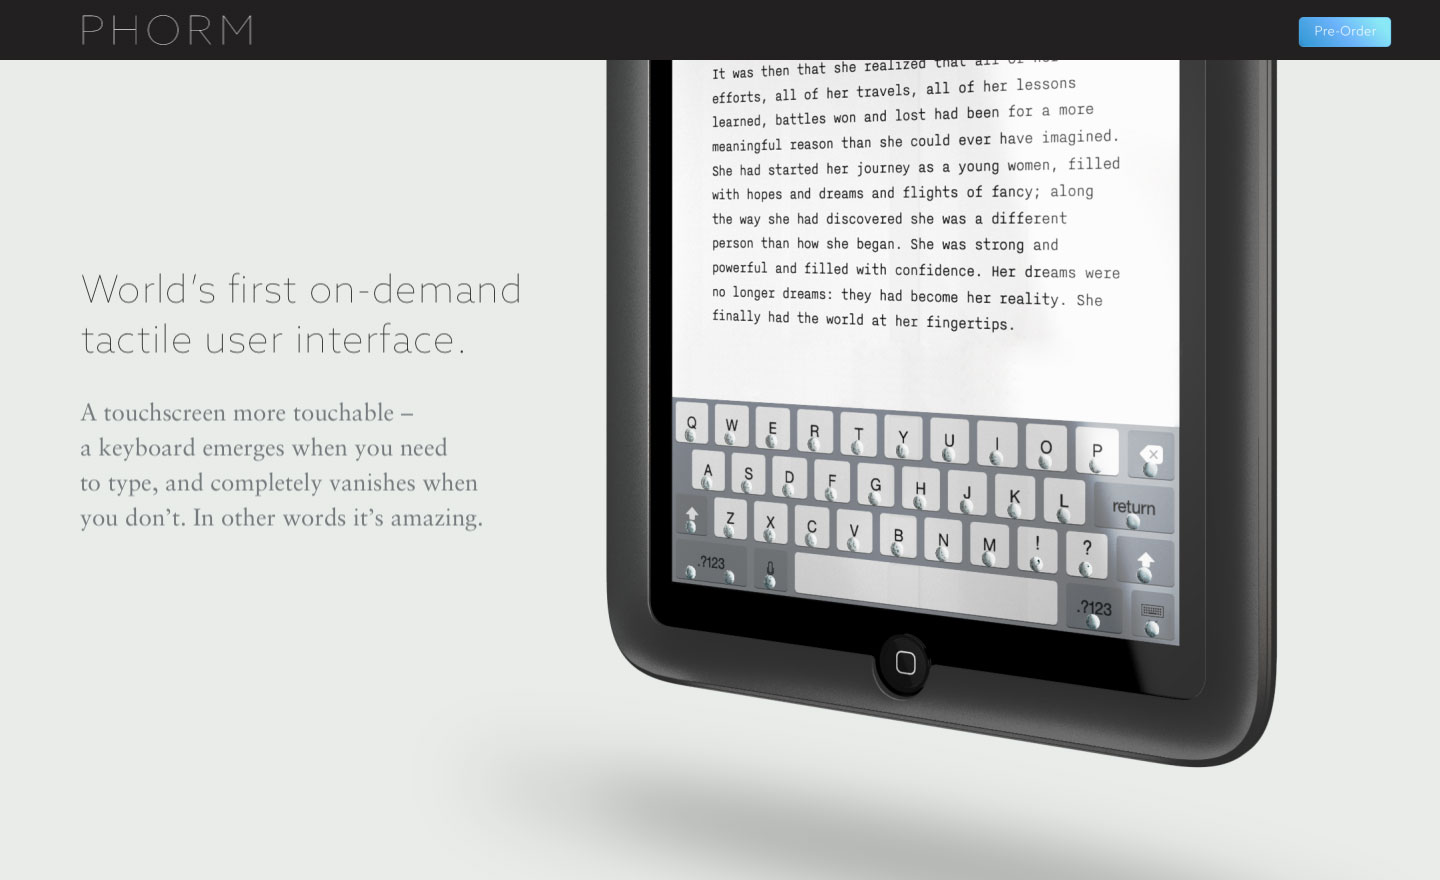 PHORM
Pre-Order
World's first on-demand
tactile user interface.
A touchscreen more touchable –
a keyboard emerges when you need
to type, and completely vanishes when
you don't. In other words it's amazing.
It was then that she realized that all of her
efforts, all of her travels, all of her lessons
learned, battles won and lost had been for a more
meaningful reason than she could ever have imagined.
She had started her journey as a young women, filled
with hopes and dreams and flights of fancy; along
the way she had discovered she was a different
person than how she began. She was strong and
powerful and filled with confidence. Her dreams were
no longer dreams: they had become her reality. She
finally had the world at her fingertips.
Q W E R T Y U I O P
A S D F G H J K L return
Z X C V B N M ! ?
.?123 .?123